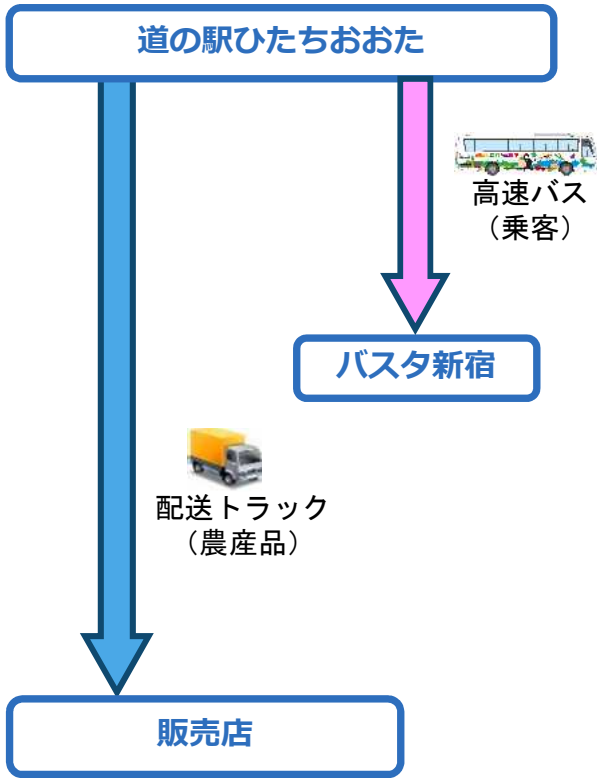 道の駅ひたちおおた
高速バス
（乗客）
バスタ新宿
配送トラック
（農産品）
販売店